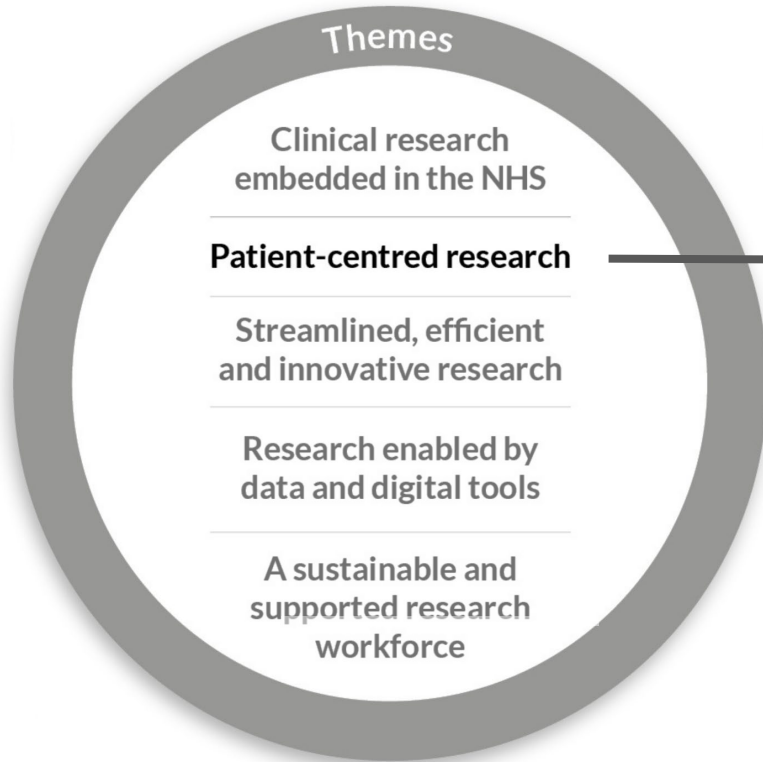 Themes
Clinical research
embedded in the NHS
Patient-centred research
Streamlined, efficient
and innovative research
Research enabled by
data and digital tools
A sustainable and
supported research
workforce